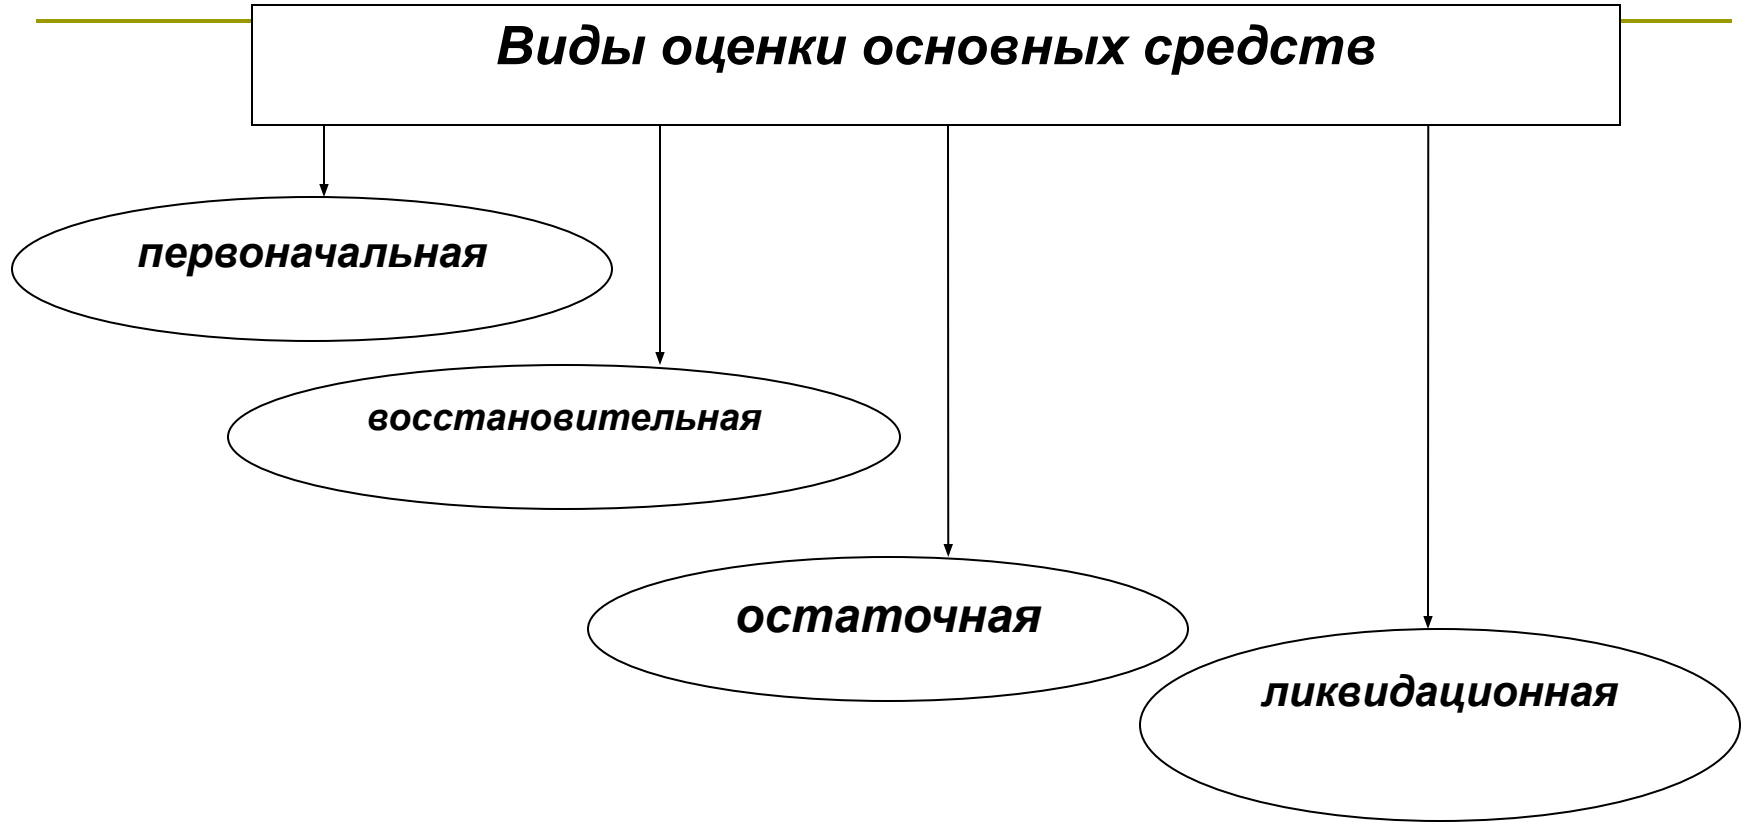 Виды оценки основных средств
первоначальная
восстановительная
остаточная
ликвидационная